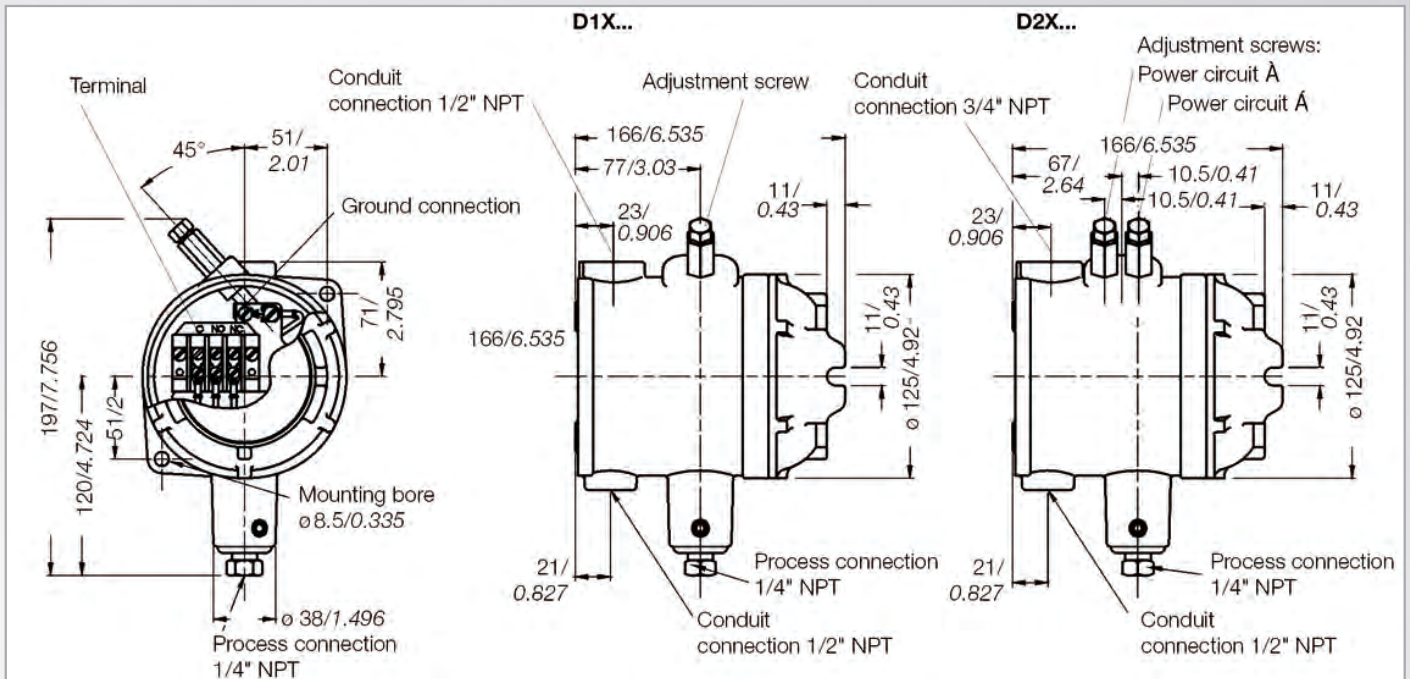 D1X...
D2X...
Terminal
45°
51/
2.01
Ground connection
197/7.756
120/4.724
51/2
71/
2.795
NO NC
Mounting bore
ø 8.5/0.335
ø 38/1.496
Process connection
1/4" NPT
Conduit
connection 1/2" NPT
Adjustment screw
166/6.535
77/3.03
23/
0.906
11/
0.43
166/6.535
11/
0.43
ø 125/4.92
21/
0.827
Process connection
1/4" NPT
Conduit
connection 1/2" NPT
Conduit
connection 3/4" NPT
Adjustment screws:
Power circuit À
Power circuit Á
166/6.535
67/
2.64
10.5/0.41
10.5/0.41
11/
0.43
23/
0.906
11/
0.43
ø 125/4.92
21/
0.827
Process connection
1/4" NPT
Conduit
connection 1/2" NPT